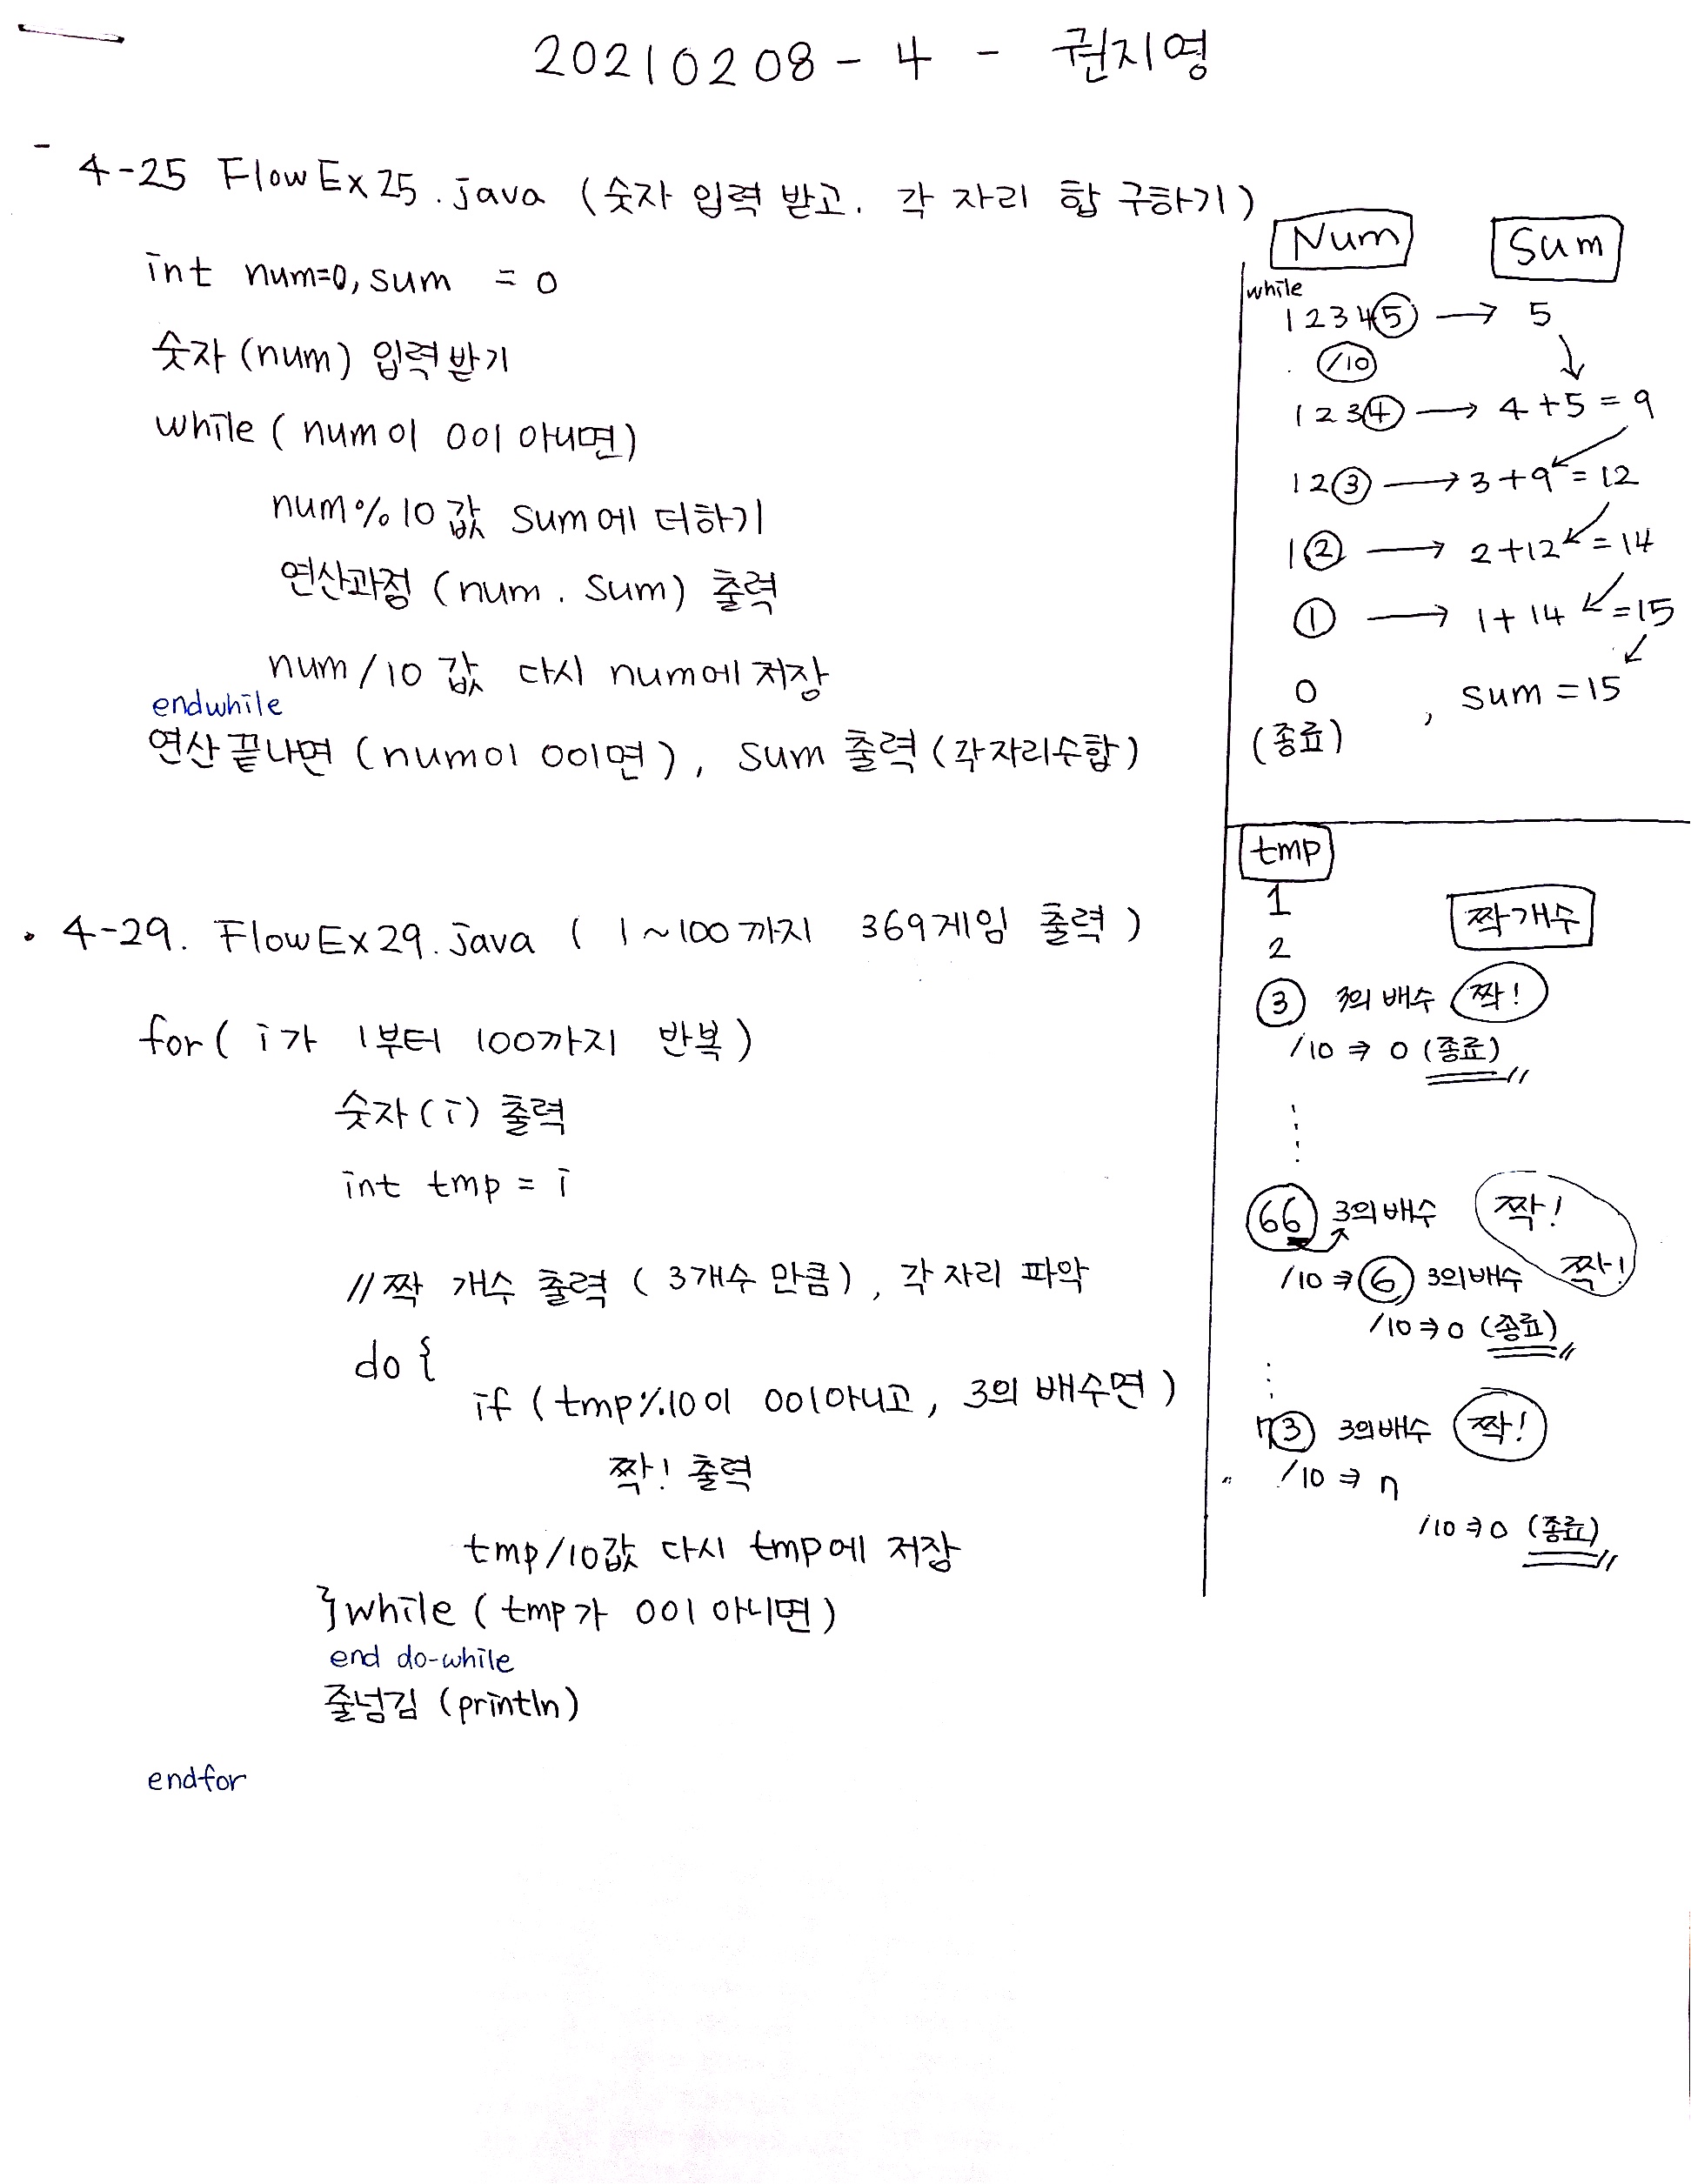 20210208 - 4 - 권지영
4-25 FlowEx25.java (숫자 입력 받고. 각 자리 합 구하기)
int num=0, sum = 0
숫자(num) 입력받기
while ( num이 0이 아니면)
num%10 값 sum에 더하기
연산과정 (num . sum) 출력
num/10 값 다시 num에 저장
endwhile
연산 끝나면 (num이 0이면), sum 출력 (각자리수합)
Num
Sum
while
12345 → 5
/10
1234 → 4+5=9
123 → 3+9=12
12 → 2+12=14
1 → 1+14=15
0 , sum=15
(종료)
4-29. FlowEx29.java ( 1~100까지 369게임 출력)
for( i가 1부터 100까지 반복)
숫자(i) 출력
int tmp = i
//짝 개수 출력 ( 3개수 만큼), 각 자리 파악
do {
if (tmp%10이 0이아니고, 3의 배수면)
짝! 출력
tmp/10값 다시 tmp에 저장
}while (tmp가 0이 아니면)
end do-while
줄넘김 (println)
endfor
tmp
짝개수
1
2
3 3의 배수 짝!
/10 ⇒ 0 (종료)
66 3의 배수 짝!
/10 ⇒ 6 3의배수 짝!
/10 ⇒ 0 (종료)
n3 3의배수 짝!
/10 ⇒ n
/10 ⇒ 0 (종료)